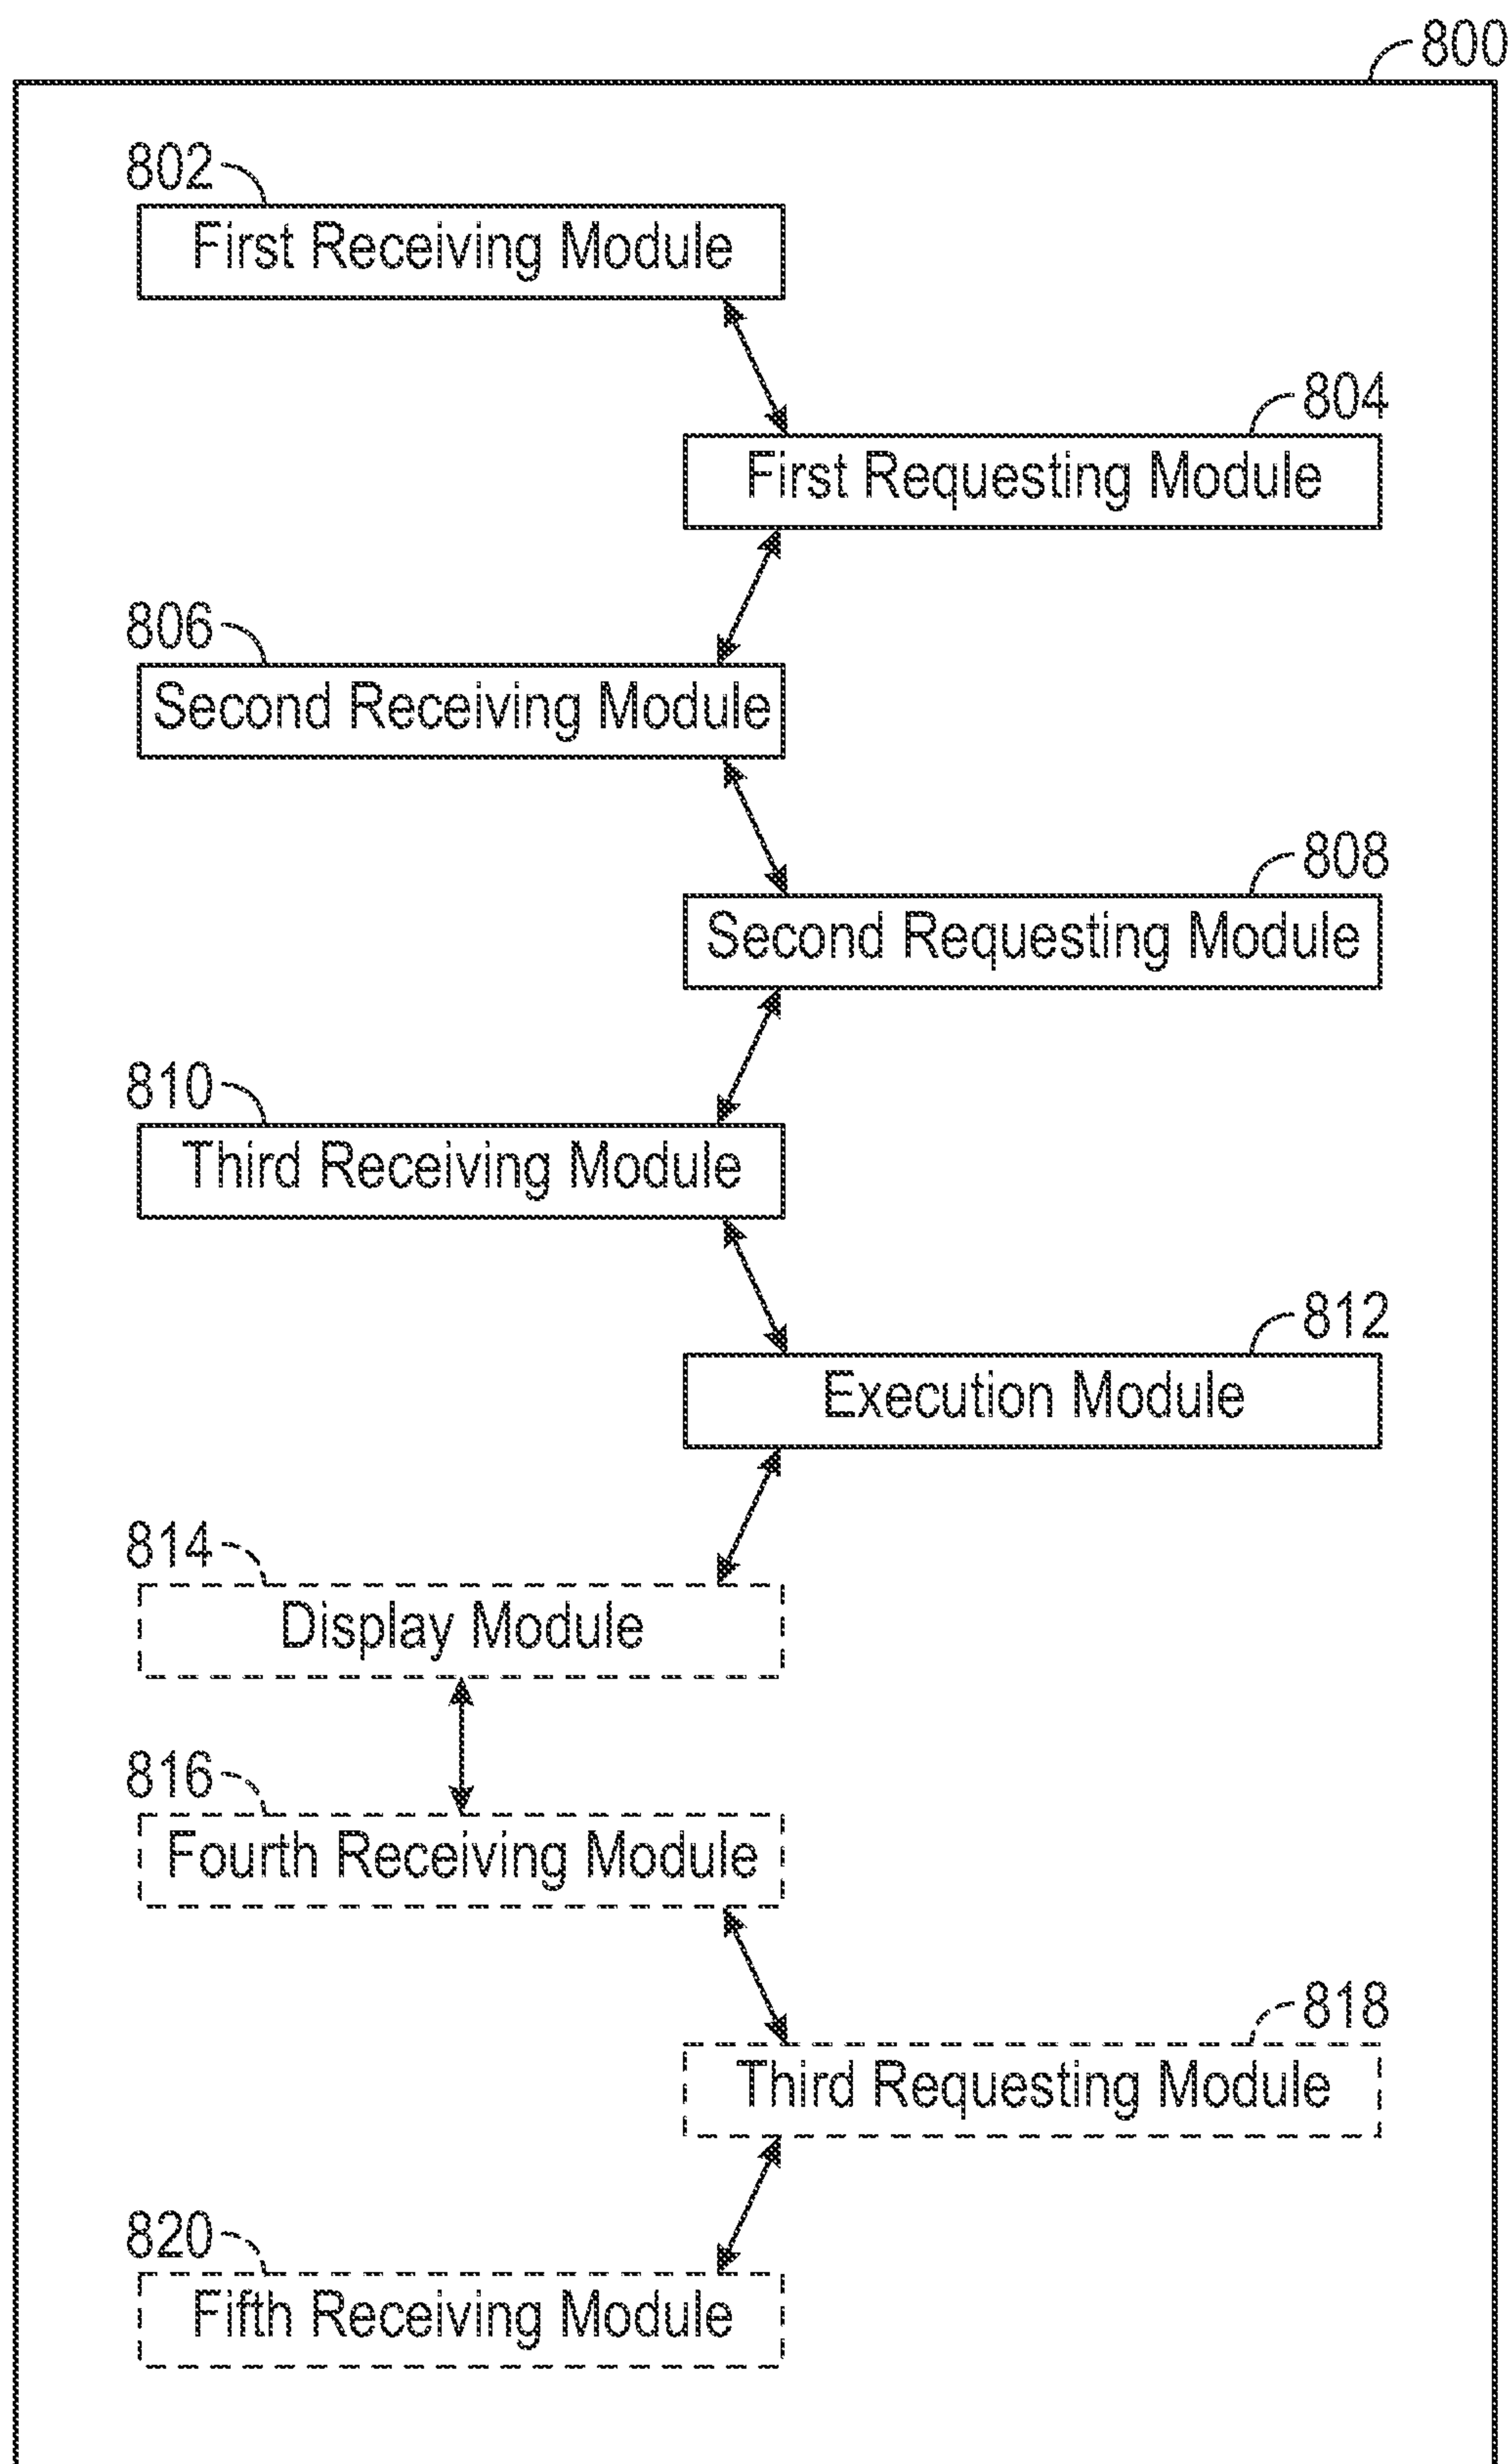 800
802
First Receiving Module
804
First Requesting Module
806
Second Receiving Module
808
Second Requesting Module
810
Third Receiving Module
812
Execution Module
814
Display Module
816
Fourth Receiving Module
818
Third Requesting Module
820
Fifth Receiving Module